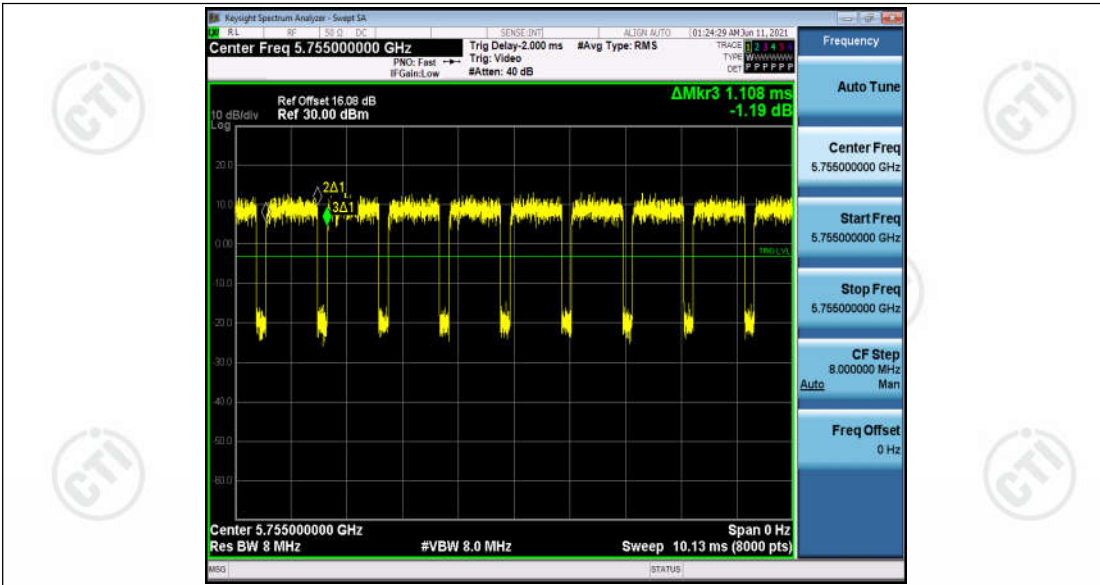 Keysight Spectrum Analyzer - Swept SA
RL RF 50 Ω DC SENSE:INT ALIGN AUTO 01:24:29 AM Jun 11, 2021
Center Freq 5.755000000 GHz
Trig Delay-2.000 ms #Avg Type: RMS
PNO: Fast Trig: Video
IFGain:Low #Atten: 40 dB
TRACE 1 2 3 4 5 6
TYPE W
DET P P P P P P
Frequency
Auto Tune
Center Freq
5.755000000 GHz
Start Freq
5.755000000 GHz
Stop Freq
5.755000000 GHz
CF Step
8.000000 MHz
Auto Man
Freq Offset
0 Hz
ΔMkr3 1.108 ms
-1.19 dB
Ref Offset 16.08 dB
10 dB/div Ref 30.00 dBm
Log
20.0
10.0
0.00
-10.0
-20.0
-30.0
-40.0
-50.0
-60.0
2Δ1
3Δ1
TRIG LVL
Center 5.755000000 GHz Span 0 Hz
Res BW 8 MHz #VBW 8.0 MHz Sweep 10.13 ms (8000 pts)
MSG STATUS
CTI
CTI
CTI
CTI